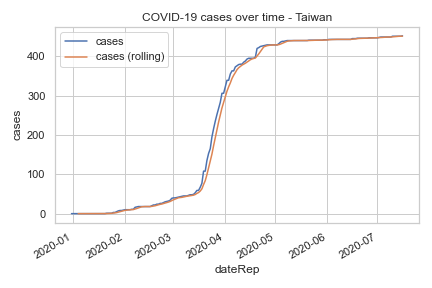 COVID-19 cases over time - Taiwan
cases
cases (rolling)
400
300
200
100
0
cases
2020-01
2020-02
2020-03
2020-04
2020-05
2020-06
2020-07
dateRep